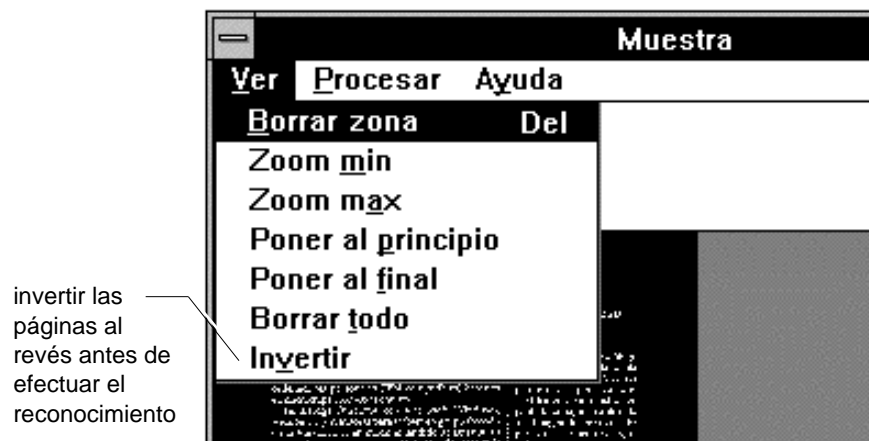 Muestra
Ver Procesar Ayuda
Borrar zona Del
Zoom min
Zoom max
Poner al principio
Poner al final
Borrar todo
Invertir
invertir las
páginas al
revés antes de
efectuar el
reconocimiento